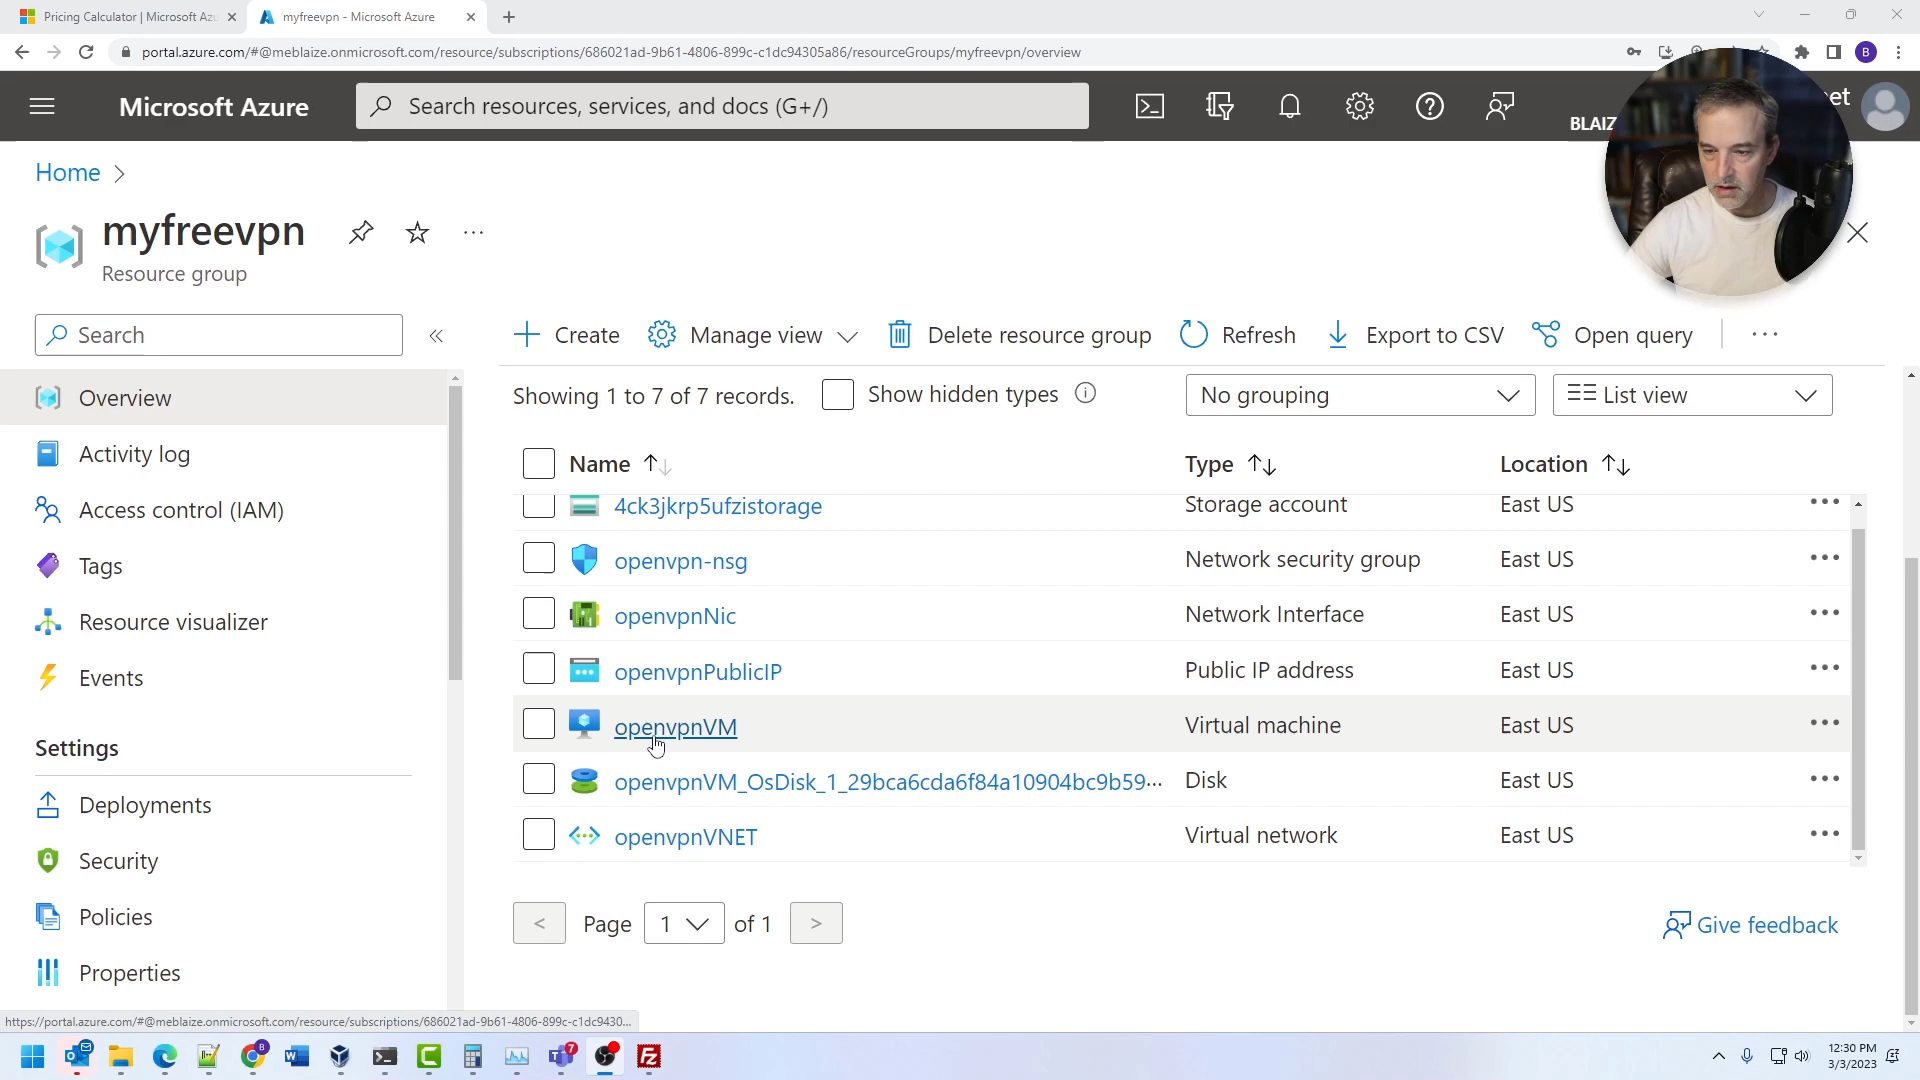 Pricing Calculator | Microsoft Az
myfreevpn - Microsoft Azure
portal.azure.com/#@meblaize.onmicrosoft.com/resource/subscriptions/686021ad-9b61-4806-899c-c1dc94305a86/resourceGroups/myfreevpn/overview
B
Microsoft Azure
Search resources, services, and docs (G+/)
et
BLAIZ
Home >
myfreevpn
...
Resource group
Search
«
Create
Manage view
Delete resource group
Refresh
Export to CSV
Open query
...
Overview
Activity log
Access control (IAM)
Tags
Resource visualizer
Events
Settings
Deployments
Security
Policies
Properties
Showing 1 to 7 of 7 records.
Show hidden types
No grouping
List view
Name
Type
Location
4ck3jkrp5ufzistorage
Storage account
East US
...
openvpn-nsg
Network security group
East US
...
openvpnNic
Network Interface
East US
...
openvpnPublicIP
Public IP address
East US
...
openvpnVM
Virtual machine
East US
...
openvpnVM_OsDisk_1_29bca6cda6f84a10904bc9b59...
Disk
East US
...
openvpnVNET
Virtual network
East US
...
<
Page
1
of 1
>
Give feedback
https://portal.azure.com/#@meblaize.onmicrosoft.com/resource/subscriptions/686021ad-9b61-4806-899c-c1dc9430...
B
7
12:30 PM
3/3/2023